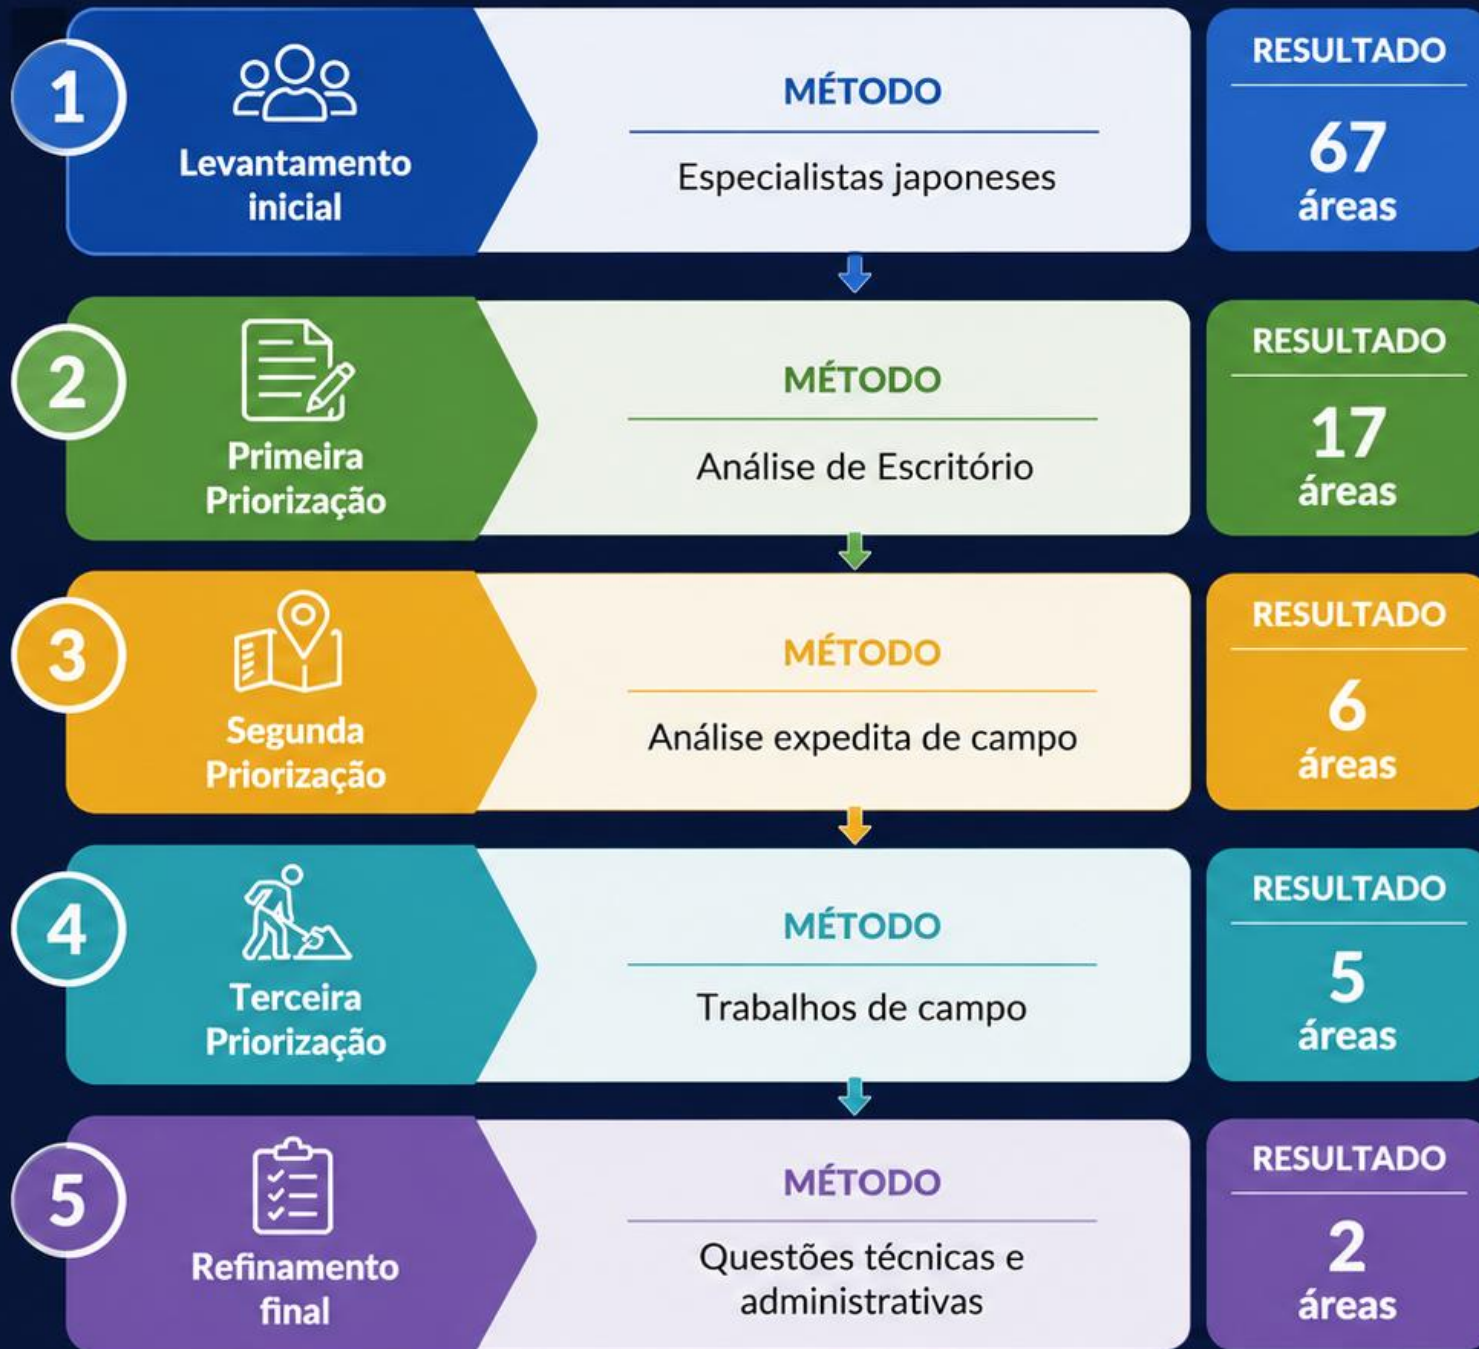 1
Levantamento
inicial
MÉTODO
Especialistas japoneses
RESULTADO
67
áreas
2
Primeira
Priorização
MÉTODO
Análise de Escritório
RESULTADO
17
áreas
3
Segunda
Priorização
MÉTODO
Análise expedita de campo
RESULTADO
6
áreas
4
Terceira
Priorização
MÉTODO
Trabalhos de campo
RESULTADO
5
áreas
5
Refinamento
final
MÉTODO
Questões técnicas e
administrativas
RESULTADO
2
áreas